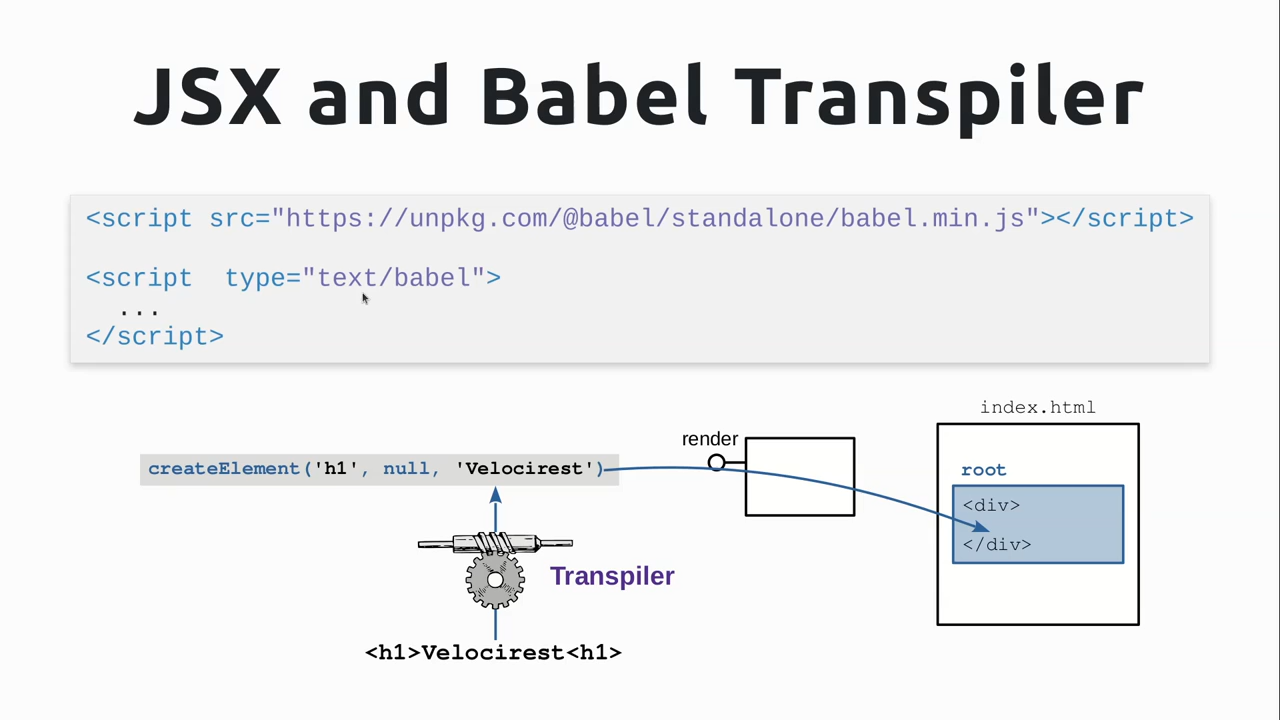 JSX and Babel Transpiler
<script src="https://unpkg.com/@babel/standalone/babel.min.js"></script>
<script  type="text/babel">
...
</script>
index.html
render
createElement('h1', null, 'Velocirest')
root
<div>
</div>
Transpiler
<h1>Velocirest<h1>